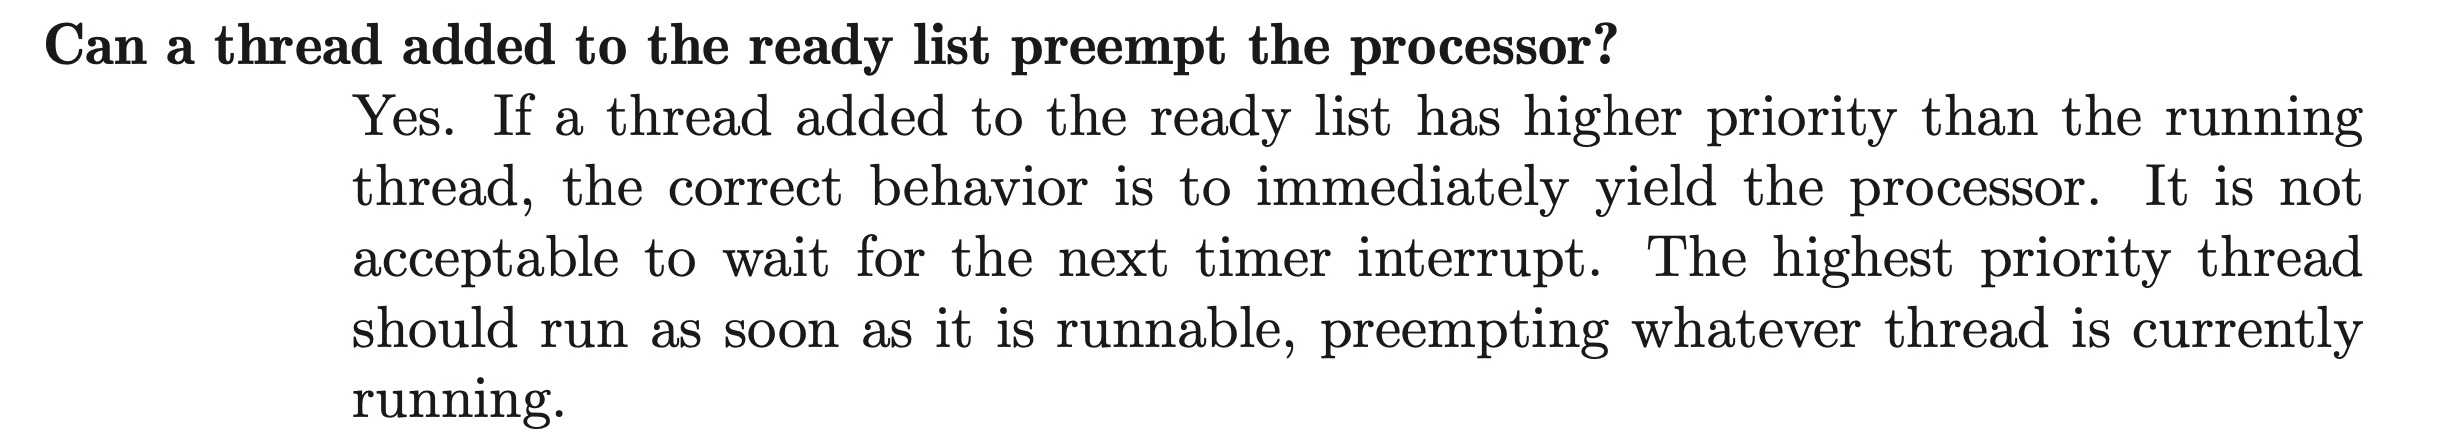 Can a thread added to the ready list preempt the processor?
Yes. If a thread added to the ready list has higher priority than the running
thread, the correct behavior is to immediately yield the processor. It is not
acceptable to wait for the next timer interrupt. The highest priority thread
should run as soon as it is runnable, preempting whatever thread is currently
running.